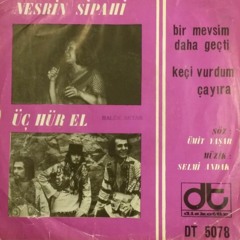 NESRİN SİPAHİ
bir mevsim
daha geçti
keçi vurdum
çayıra
ÜÇ HÜR EL
SÖZ
ÜMİT YAŞAR
MÜZİK
SELMİ ANDAK
dt
diskotür
DT 5078